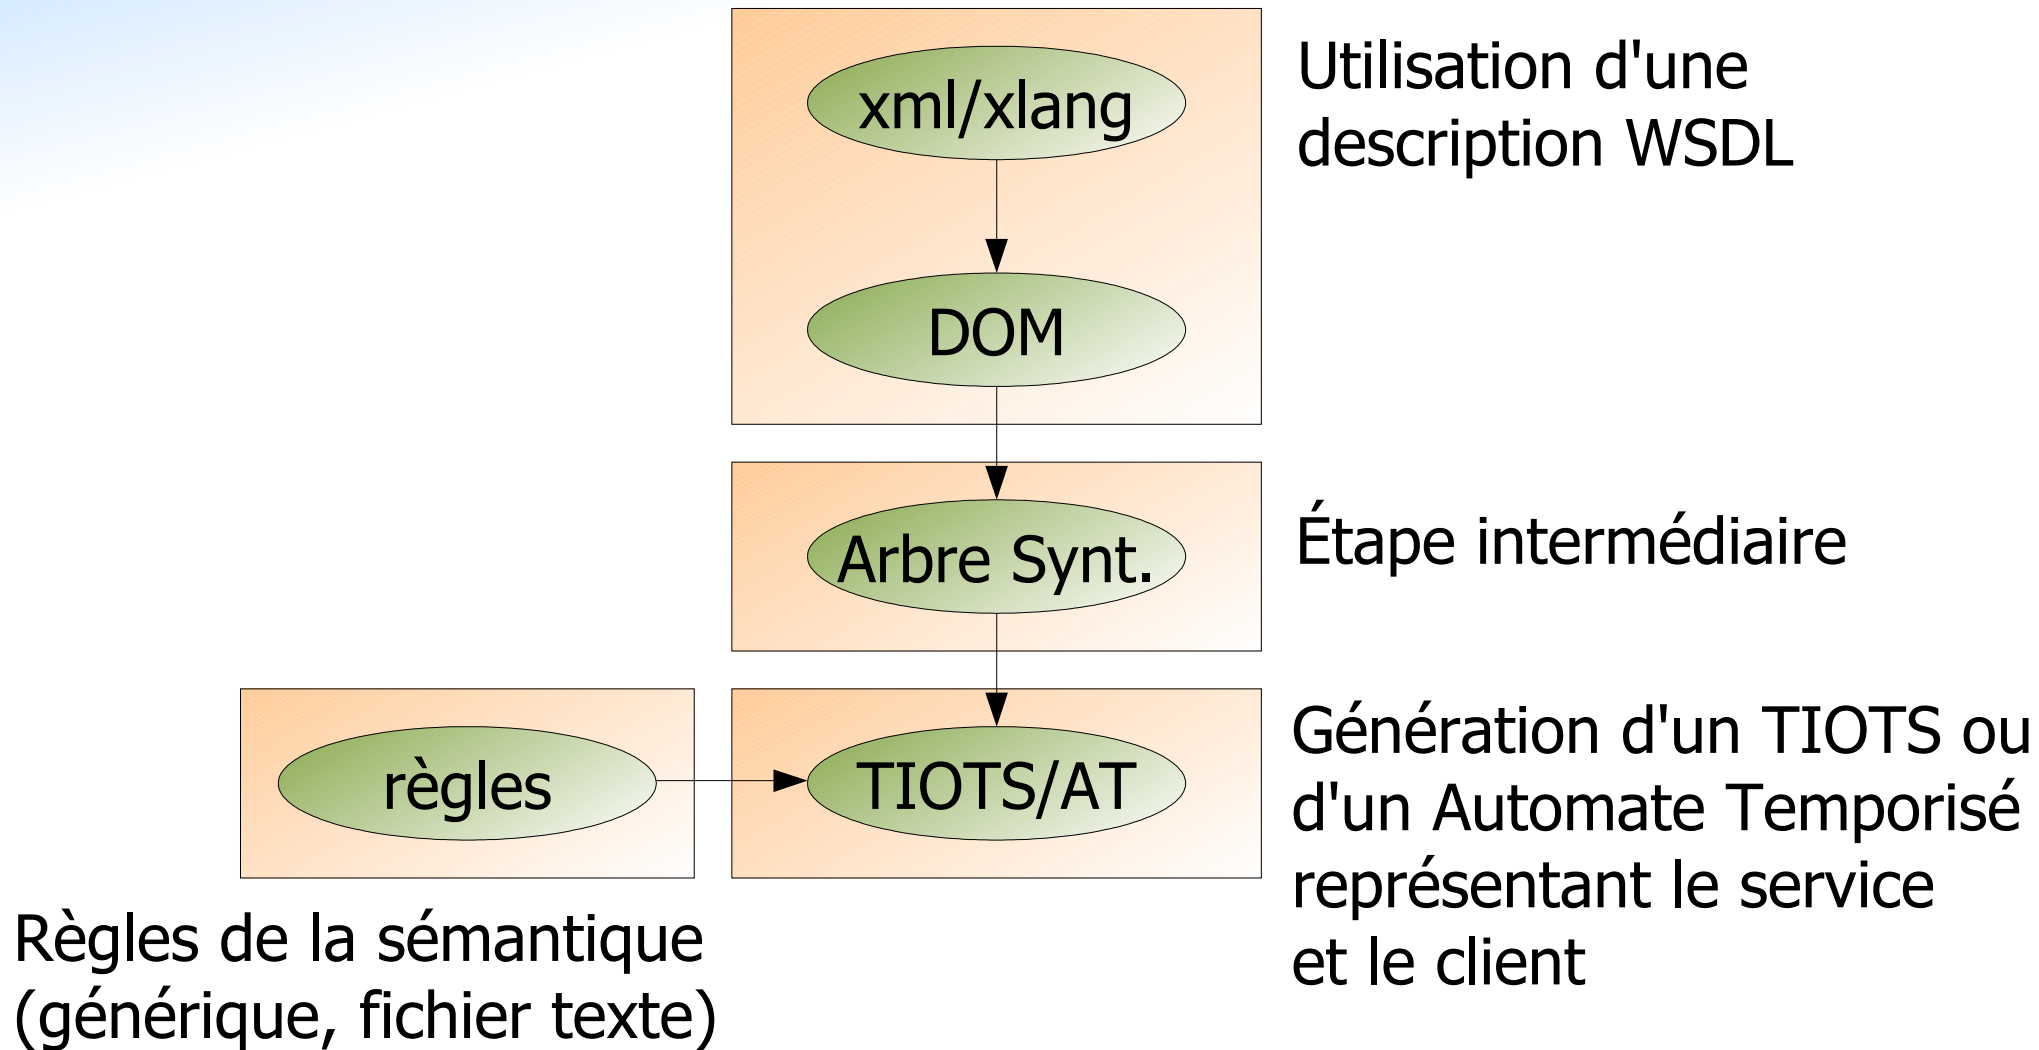 xml/xlang
Utilisation d'une
description WSDL
DOM
Arbre Synt.
Étape intermédiaire
règles
TIOTS/AT
Génération d'un TIOTS ou
d'un Automate Temporisé
représentant le service
et le client
Règles de la sémantique
(générique, fichier texte)